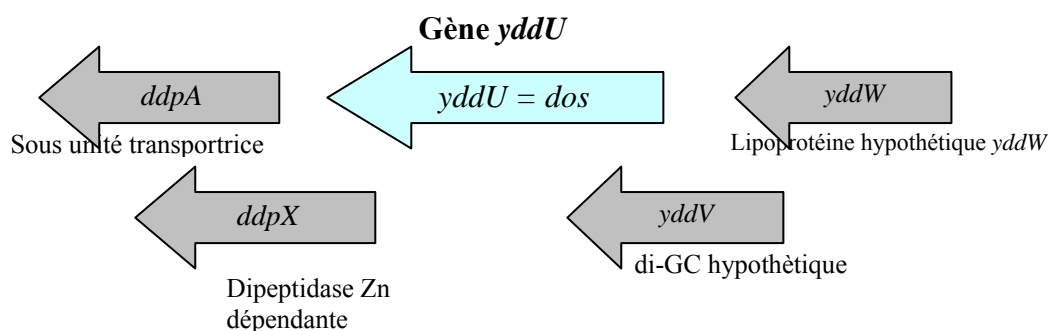 Gène yddU
ddpA
yddU = dos
yddW
Sous unité transportrice
Lipoprotéine hypothétique yddW
ddpX
yddV
di-GC hypothètique
Dipeptidase Zn
dépendante